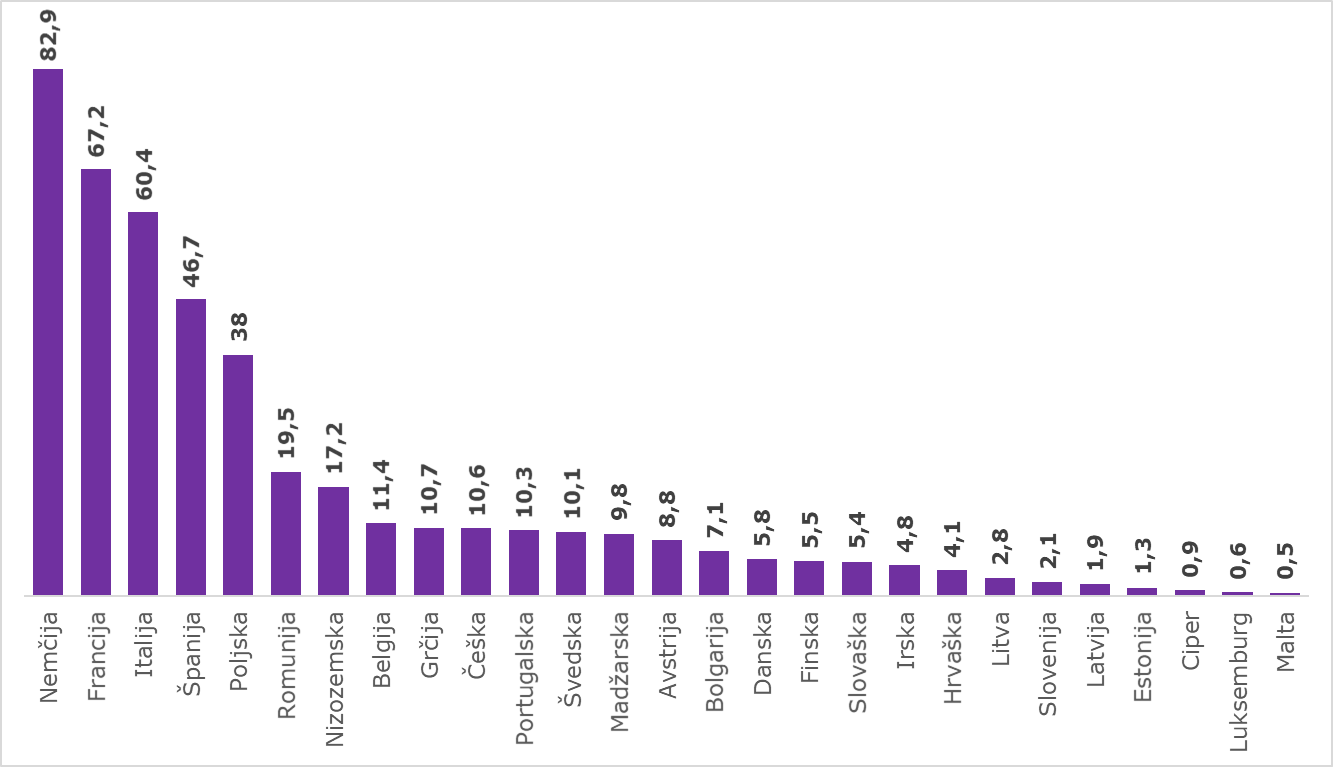 82,9
67,2
60,4
46,7
38
19,5
17,2
11,4
10,7
10,6
10,3
10,1
9,8
8,8
7,1
5,8
5,5
5,4
4,8
4,1
2,8
2,1
1,9
1,3
0,9
0,6
0,5
Nemčija
Francija
Italija
Španija
Poljska
Romunija
Nizozemska
Belgija
Grčija
Češka
Portugalska
Švedska
Madžarska
Avstrija
Bolgarija
Danska
Finska
Slovaška
Irska
Hrvaška
Litva
Slovenija
Latvija
Estonija
Ciper
Luksemburg
Malta